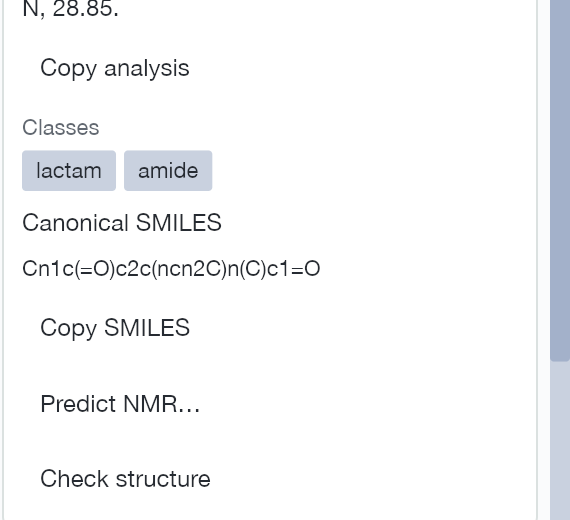 N, 28.85.
Copy analysis
Classes
lactam amide
Canonical SMILES
Cn1c(=O)c2c(ncn2C)n(C)c1=O
Copy SMILES
Predict NMR…
Check structure